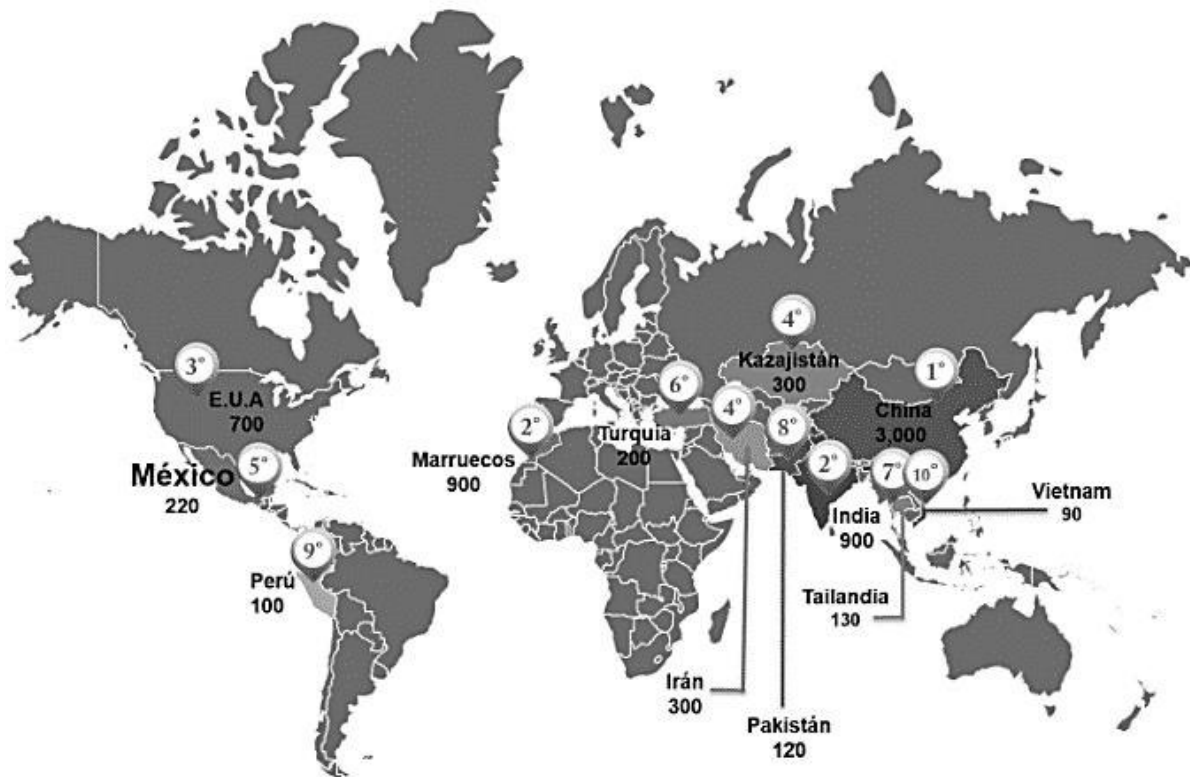 4°
Kazajistán
300
3°
E.U.A
700
1°
China
3,000
6°
4°
8°
2°
Marruecos
900
Turquía
200
5°
México
220
2°
India
900
7°
10°
Vietnam
90
9°
Perú
100
Tailandia
130
Irán
300
Pakistán
120